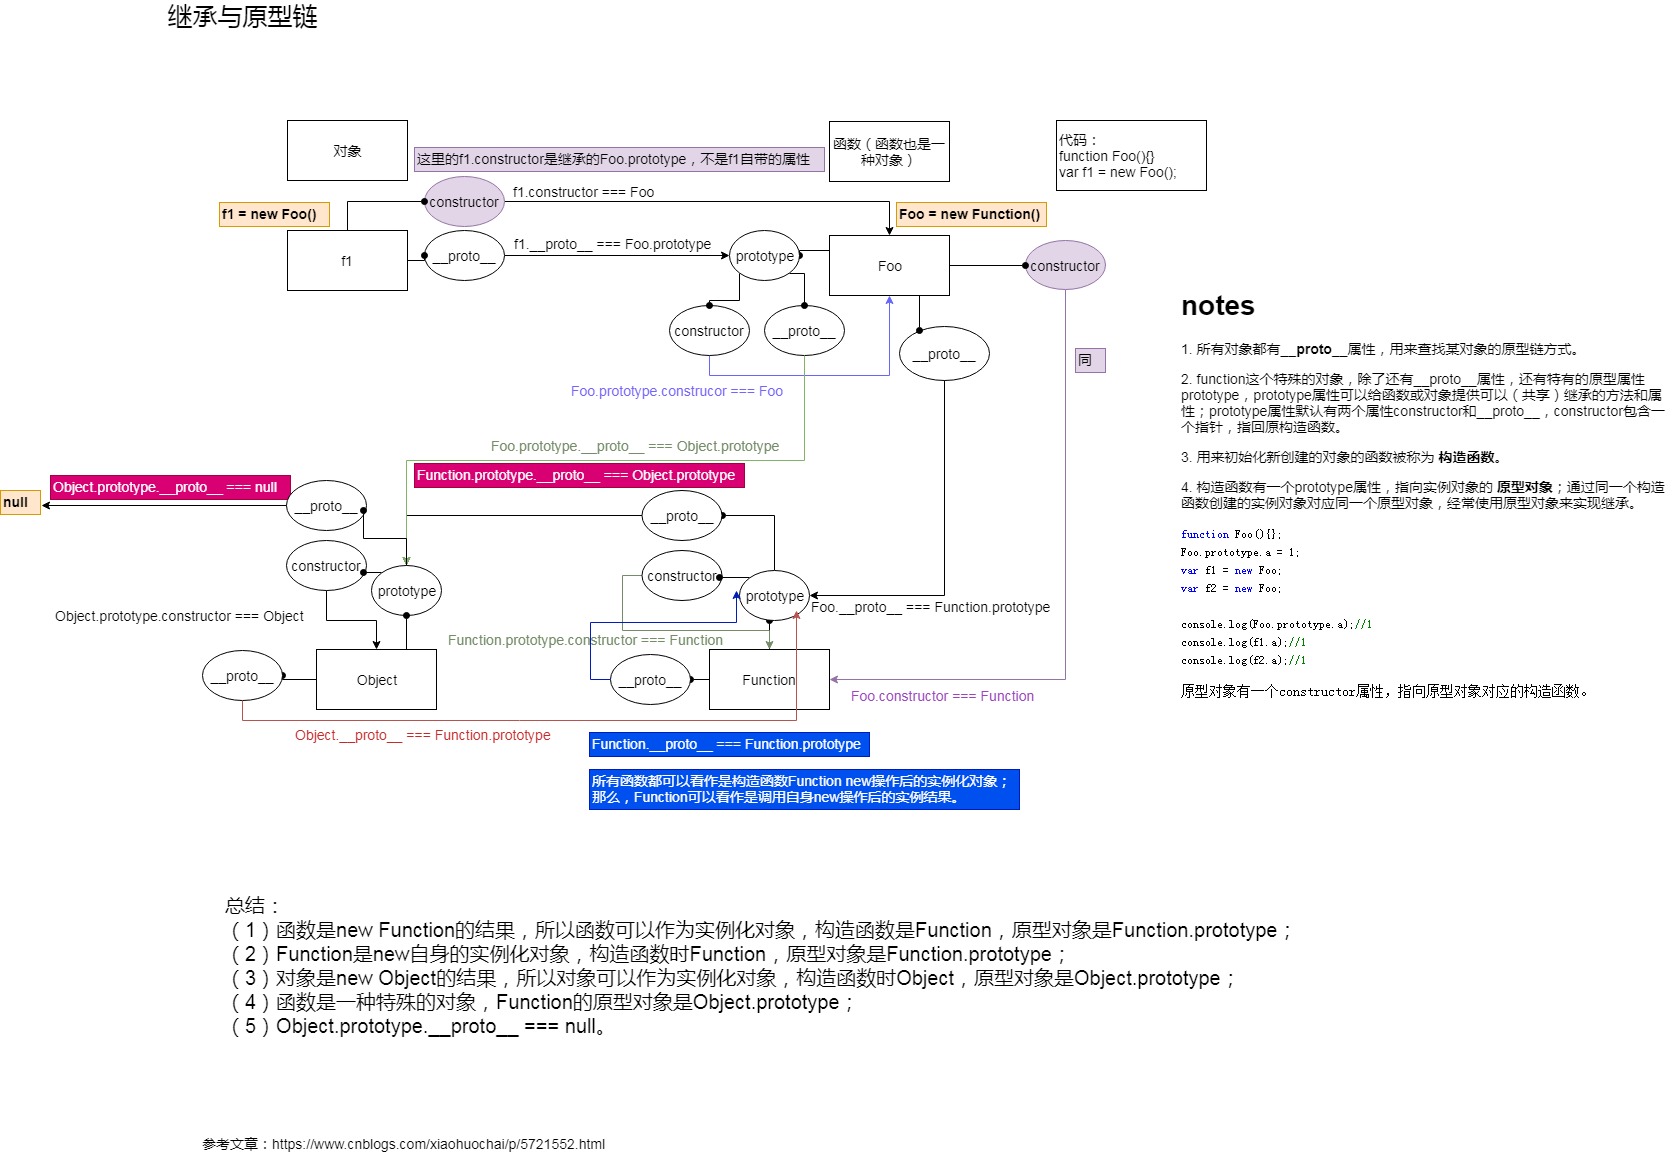 继承与原型链
对象
这里的f1.constructor是继承的Foo.prototype，不是f1自带的属性
函数（函数也是一
种对象）
代码：
function Foo(){}
var f1 = new Foo();
constructor
f1.constructor === Foo
f1 = new Foo()
Foo = new Function()
f1
__proto__
f1.__proto__ === Foo.prototype
prototype
Foo
constructor
constructor
__proto__
__proto__
同
Foo.prototype.construcor === Foo
Foo.prototype.__proto__ === Object.prototype
Function.prototype.__proto__ === Object.prototype
Object.prototype.__proto__ === null
null
__proto__
__proto__
constructor
prototype
constructor
prototype
Foo.__proto__ === Function.prototype
Object.prototype.constructor === Object
Function.prototype.constructor === Function
__proto__
Object
__proto__
Function
Foo.constructor === Function
Object.__proto__ === Function.prototype
Function.__proto__ === Function.prototype
所有函数都可以看作是构造函数Function new操作后的实例化对象；
那么，Function可以看作是调用自身new操作后的实例结果。
notes
1. 所有对象都有__proto__属性，用来查找某对象的原型链方式。
2. function这个特殊的对象，除了还有__proto__属性，还有特有的原型属性
prototype，prototype属性可以给函数或对象提供可以（共享）继承的方法和属
性；prototype属性默认有两个属性constructor和__proto__，constructor包含一
个指针，指回原构造函数。
3. 用来初始化新创建的对象的函数被称为 构造函数。
4. 构造函数有一个prototype属性，指向实例对象的 原型对象；通过同一个构造
函数创建的实例对象对应同一个原型对象，经常使用原型对象来实现继承。
function Foo(){};
Foo.prototype.a = 1;
var f1 = new Foo;
var f2 = new Foo;
console.log(Foo.prototype.a);//1
console.log(f1.a);//1
console.log(f2.a);//1
原型对象有一个constructor属性，指向原型对象对应的构造函数。
总结：
（1）函数是new Function的结果，所以函数可以作为实例化对象，构造函数是Function，原型对象是Function.prototype；
（2）Function是new自身的实例化对象，构造函数时Function，原型对象是Function.prototype；
（3）对象是new Object的结果，所以对象可以作为实例化对象，构造函数时Object，原型对象是Object.prototype；
（4）函数是一种特殊的对象，Function的原型对象是Object.prototype；
（5）Object.prototype.__proto__ === null。
参考文章：https://www.cnblogs.com/xiaohuochai/p/5721552.html